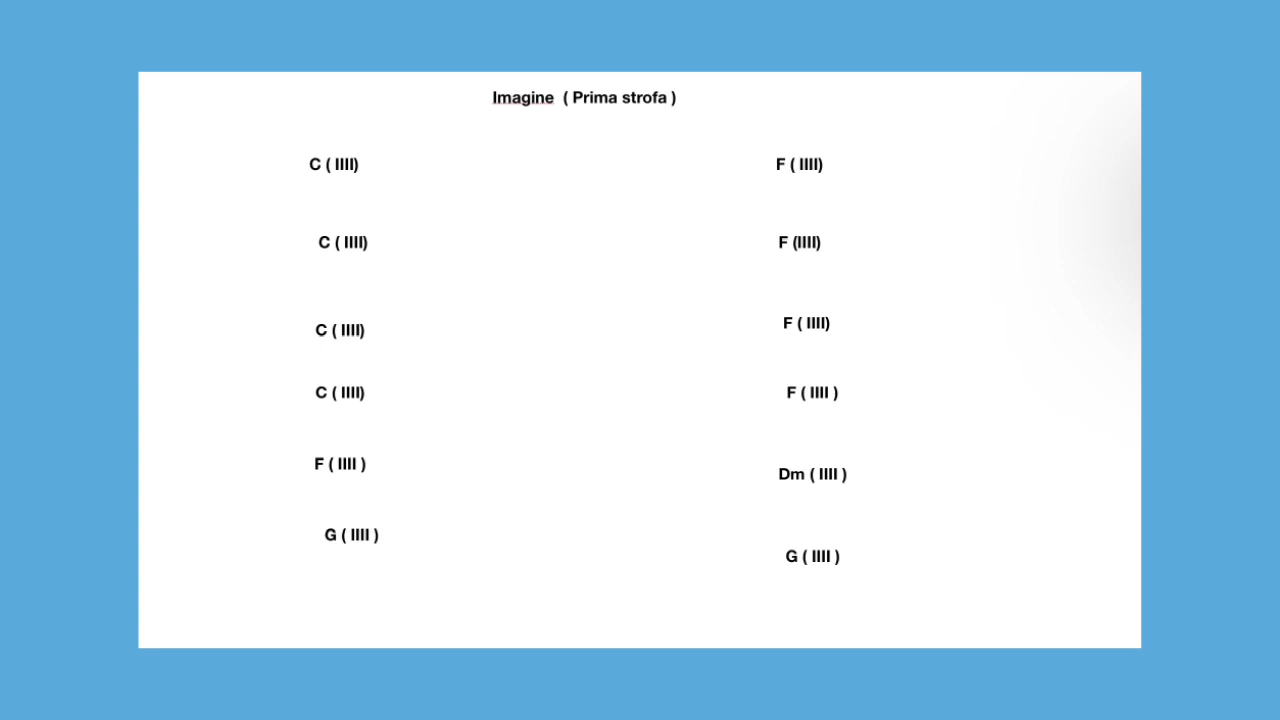 Imagine ( Prima strofa )
C ( IIII) F ( IIII)
C ( IIII) F (IIII)
C ( IIII) F ( IIII)
C ( IIII) F ( IIII )
F ( IIII ) Dm ( IIII )
G ( IIII ) G ( IIII )